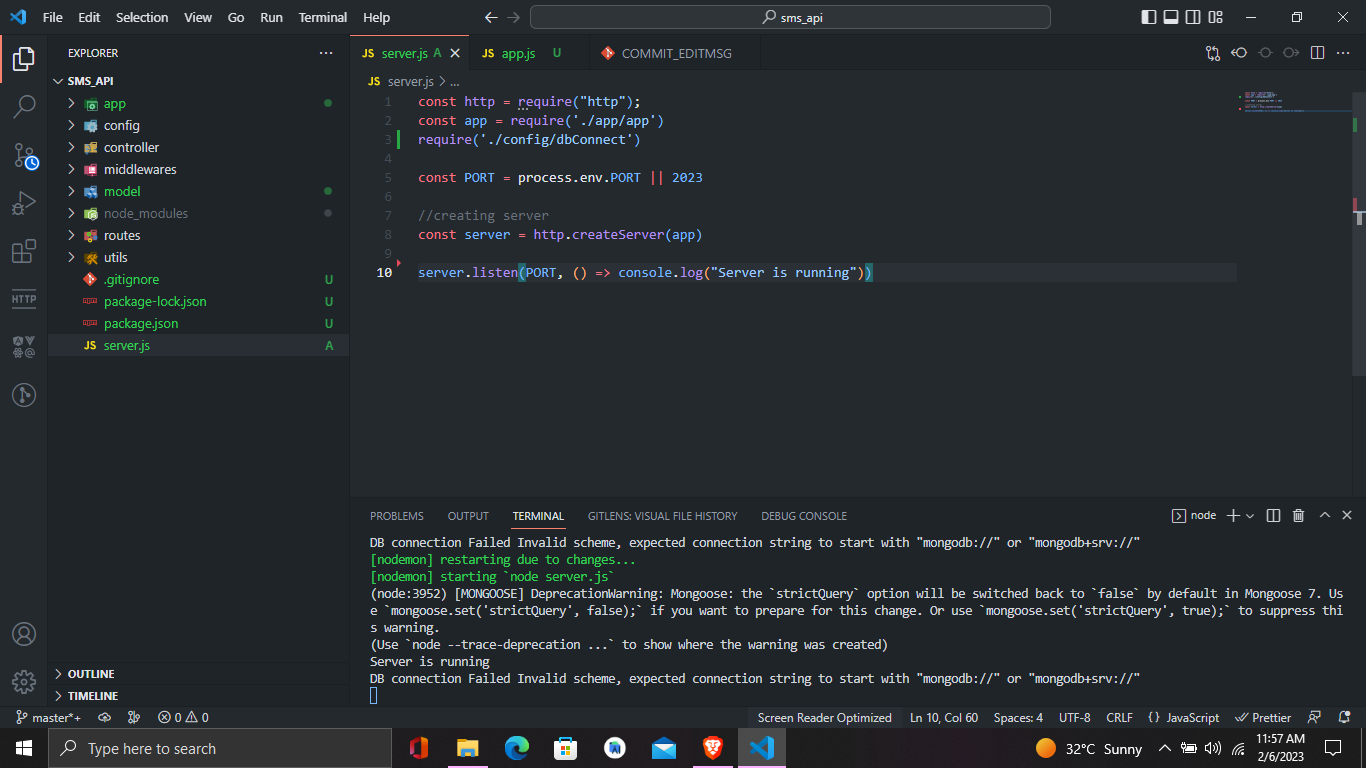 File Edit Selection View Go Run Terminal Help
sms_api
EXPLORER
SMS_API
app
config
controller
middlewares
model
node_modules
routes
utils
.gitignore U
package-lock.json U
package.json U
JS server.js A
OUTLINE
TIMELINE
HTTP
JS server.js A
JS app.js U
COMMIT_EDITMSG
JS server.js > ...
1 const http = require("http");
2 const app = require('./app/app')
3 require('./config/dbConnect')
4
5 const PORT = process.env.PORT || 2023
6
7 //creating server
8 const server = http.createServer(app)
9
10 server.listen(PORT, () => console.log("Server is running"))
PROBLEMS OUTPUT TERMINAL GITLENS: VISUAL FILE HISTORY DEBUG CONSOLE
node
DB connection Failed Invalid scheme, expected connection string to start with "mongodb://" or "mongodb+srv://"
[nodemon] restarting due to changes...
[nodemon] starting `node server.js`
(node:3952) [MONGOOSE] DeprecationWarning: Mongoose: the `strictQuery` option will be switched back to `false` by default in Mongoose 7. Us
e `mongoose.set('strictQuery', false);` if you want to prepare for this change. Or use `mongoose.set('strictQuery', true);` to suppress thi
s warning.
(Use `node --trace-deprecation ...` to show where the warning was created)
Server is running
DB connection Failed Invalid scheme, expected connection string to start with "mongodb://" or "mongodb+srv://"
master*+
0 0
Screen Reader Optimized Ln 10, Col 60 Spaces: 4 UTF-8 CRLF {} JavaScript Prettier
Type here to search
32°C Sunny
11:57 AM
2/6/2023